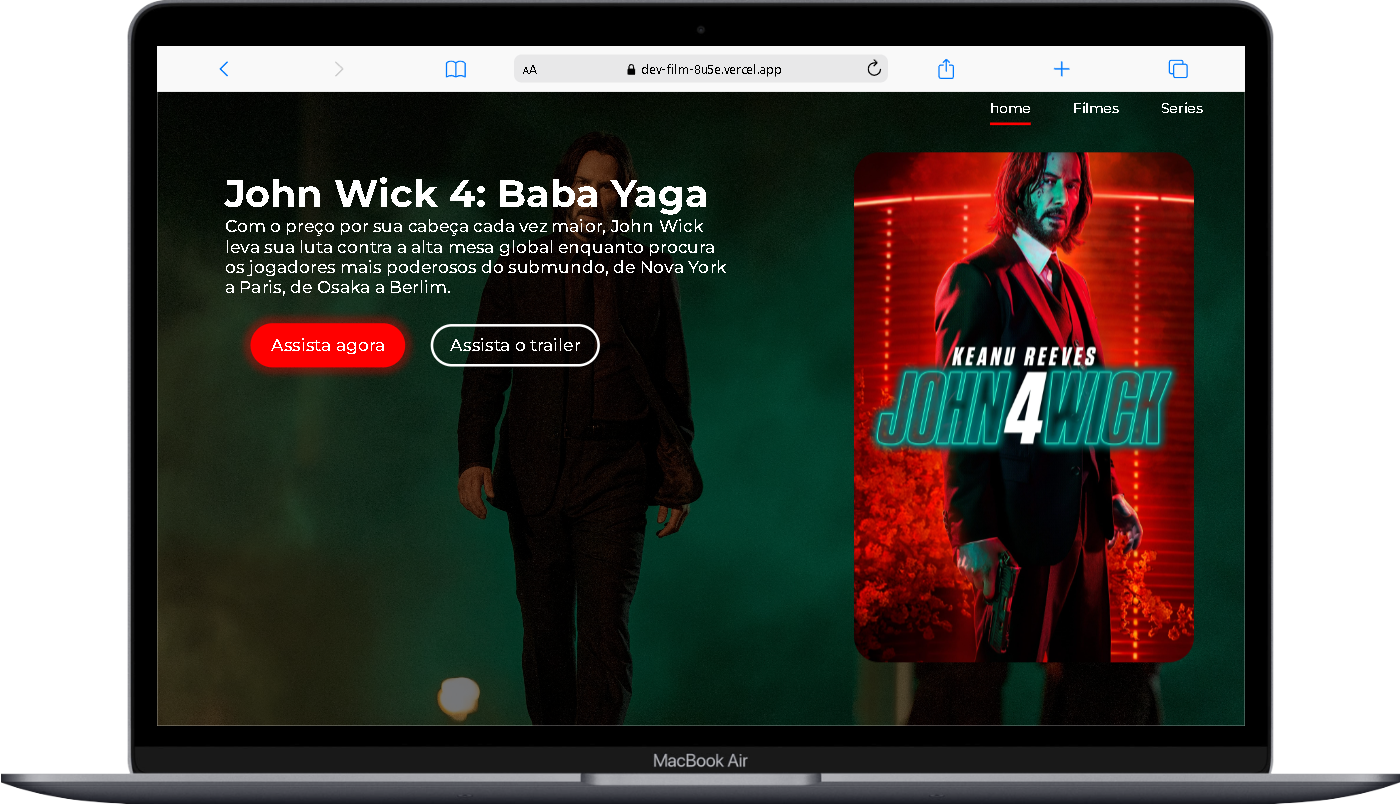 AA
dev-film-8u5e.vercel.app
home Filmes Series
John Wick 4: Baba Yaga
Com o preço por sua cabeça cada vez maior, John Wick
leva sua luta contra a alta mesa global enquanto procura
os jogadores mais poderosos do submundo, de Nova York
a Paris, de Osaka a Berlim.
Assista agora
Assista o trailer
KEANU REEVES
JOHN 4 WICK
MacBook Air